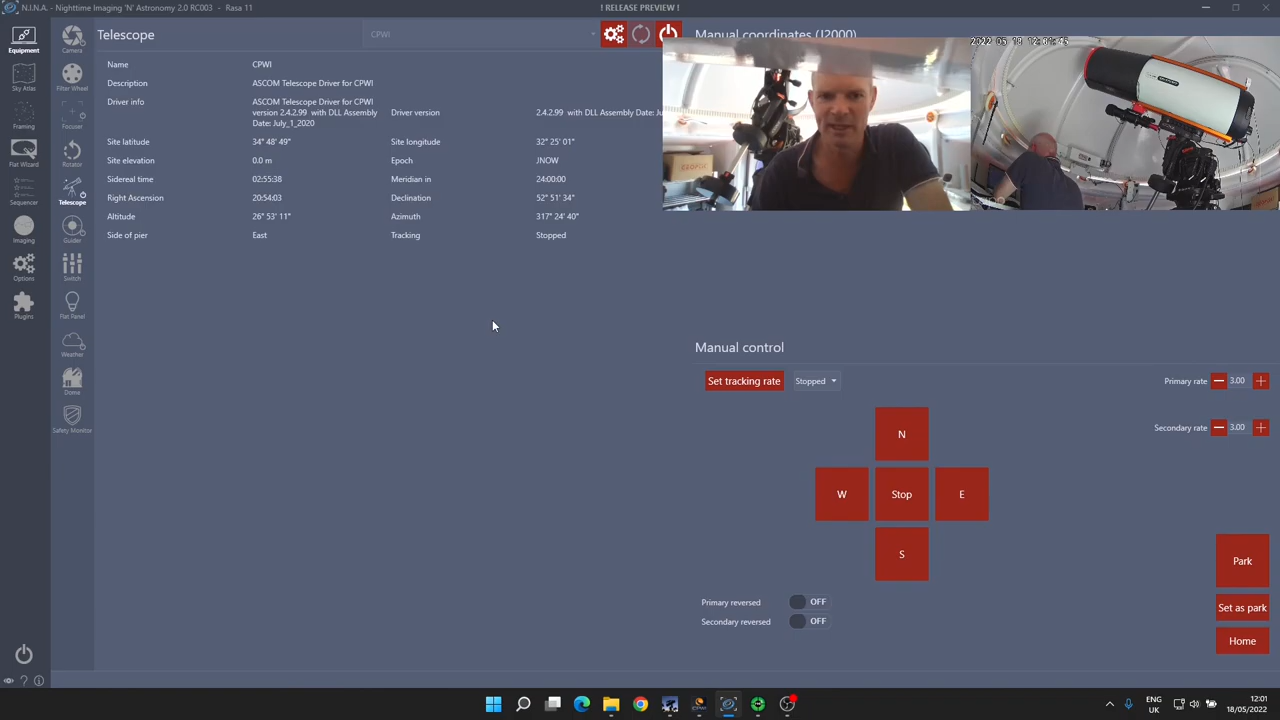 N.I.N.A. - Nighttime Imaging 'N' Astronomy 2.0 RC003 - Rasa 11
! RELEASE PREVIEW !
Equipment
Sky Atlas
Framing
Flat Wizard
Sequencer
Imaging
Options
Plugins
Camera
Filter Wheel
Focuser
Rotator
Telescope
Guider
Switch
Flat Panel
Weather
Dome
Safety Monitor
Telescope
CPWI
Name CPWI
Description ASCOM Telescope Driver for CPWI
Driver info ASCOM Telescope Driver for CPWI
version 2.4.2.99 with DLL Assembly
Date: July_1_2020
Driver version 2.4.2.99 with DLL Assembly Date: Ju
Site latitude 34° 48' 49" Site longitude 32° 25' 01"
Site elevation 0.0 m Epoch JNOW
Sidereal time 02:55:38 Meridian in 24:00:00
Right Ascension 20:54:03 Declination 52° 51' 34"
Altitude 26° 53' 11" Azimuth 317° 24' 40"
Side of pier East Tracking Stopped
Manual coordinates (J2000)
Manual control
Set tracking rate Stopped
Primary rate 3.00
Secondary rate 3.00
N
W Stop E
S
Primary reversed OFF
Secondary reversed OFF
Park
Set as park
Home
ENG
UK
12:01
18/05/2022